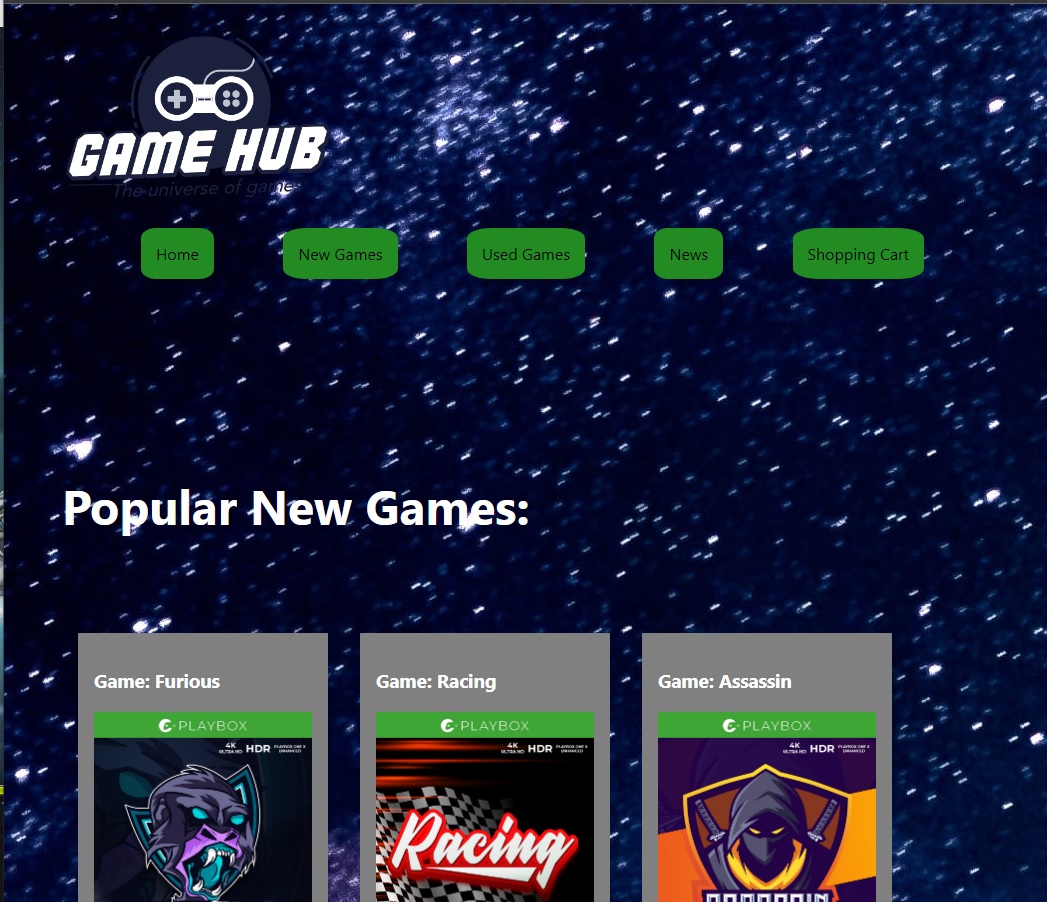 GAME HUB
The universe of games
Home
New Games
Used Games
News
Shopping Cart
Popular New Games:
Game: Furious
Game: Racing
Game: Assassin
PLAYBOX
PLAYBOX
PLAYBOX
4K ULTRA HD HDR PLAYBOX ONE X ENHANCED
4K ULTRA HD HDR PLAYBOX ONE X ENHANCED
4K ULTRA HD HDR PLAYBOX ONE X ENHANCED
Racing
ASSASSIN